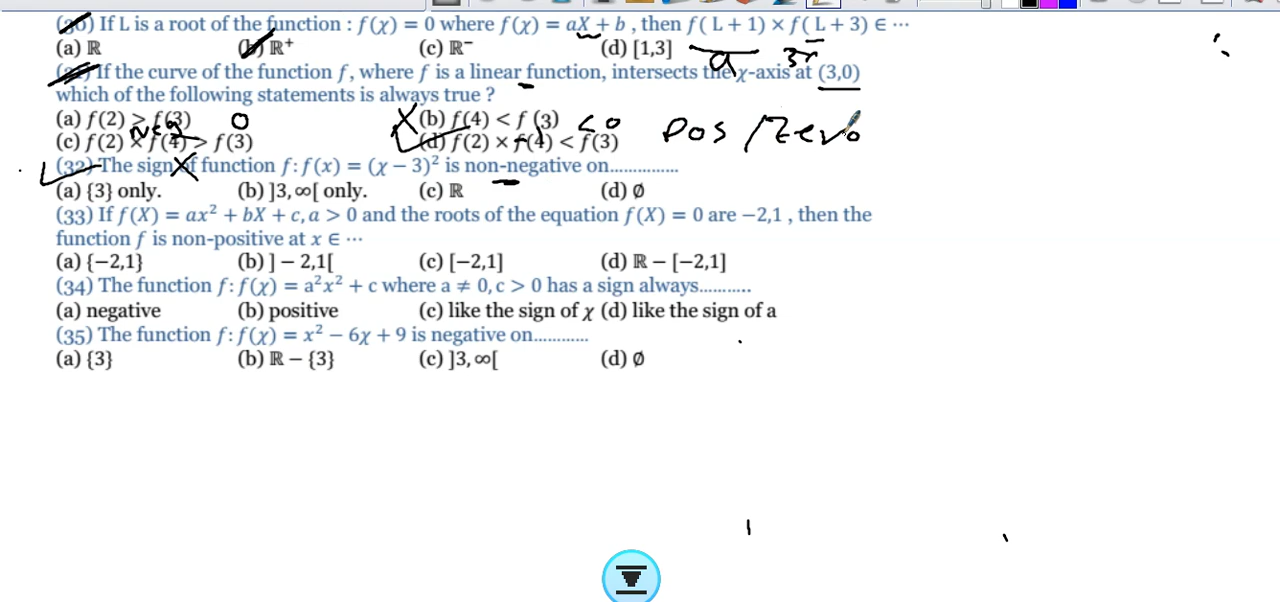 (30) If L is a root of the function : f(χ) = 0 where f(χ) = aX + b , then f( L + 1) × f( L + 3) ∈ ⋯
(a) ℝ (b) ℝ⁺ (c) ℝ⁻ (d) [1,3]
a 3
If the curve of the function f, where f is a linear function, intersects the χ-axis at (3,0)
which of the following statements is always true ?
(a) f(2) > f(3) (b) f(4) < f (3)
neg 0 < 0 pos / zero
(c) f(2) × f(4) > f(3) (d) f(2) × f(4) < f(3)
(32) The sign of function f: f(x) = (χ − 3)² is non-negative on...............
(a) {3} only. (b) ]3, ∞[ only. (c) ℝ (d) ∅
(33) If f(X) = ax² + bX + c, a > 0 and the roots of the equation f(X) = 0 are −2,1 , then the
function f is non-positive at x ∈ ⋯
(a) {−2,1} (b) ] − 2,1[ (c) [−2,1] (d) ℝ − [−2,1]
(34) The function f: f(χ) = a²x² + c where a ≠ 0, c > 0 has a sign always...........
(a) negative (b) positive (c) like the sign of χ (d) like the sign of a
(35) The function f: f(χ) = x² − 6χ + 9 is negative on............
(a) {3} (b) ℝ − {3} (c) ]3, ∞[ (d) ∅